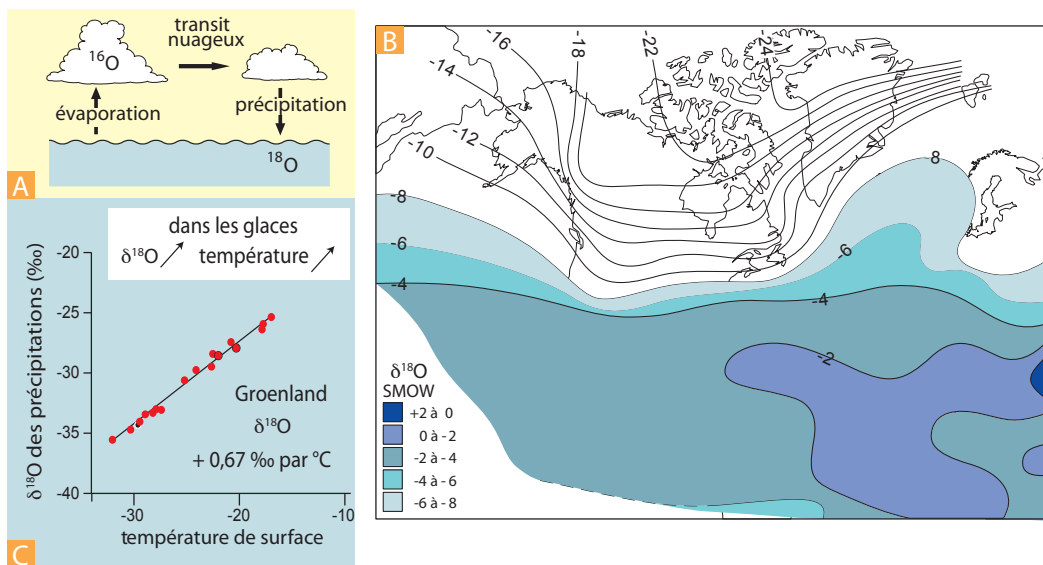 transit
nuageux
¹⁶O
évaporation
précipitation
¹⁸O
A
B
-16
-18
-22
-24
-14
-12
-10
-8
-6
-4
8
-6
-4
-2
δ¹⁸O
SMOW
+2 à 0
0 à -2
-2 à -4
-4 à -6
-6 à -8
dans les glaces
δ¹⁸O température
δ¹⁸O des précipitations (‰)
-20
-25
-30
-35
-40
Groenland
δ¹⁸O
+ 0,67 ‰ par °C
-30 -20 -10
température de surface
C